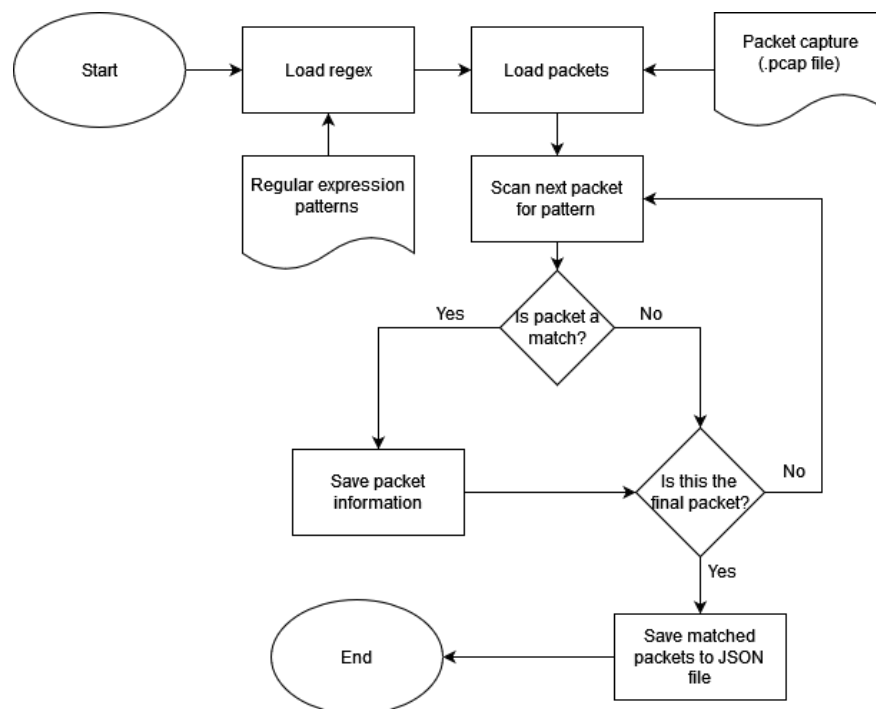 Start
Load regex
Load packets
Packet capture
(.pcap file)
Regular expression
patterns
Scan next packet
for pattern
Yes
Is packet a
match?
No
Save packet
information
Is this the
final packet?
No
Yes
End
Save matched
packets to JSON
file